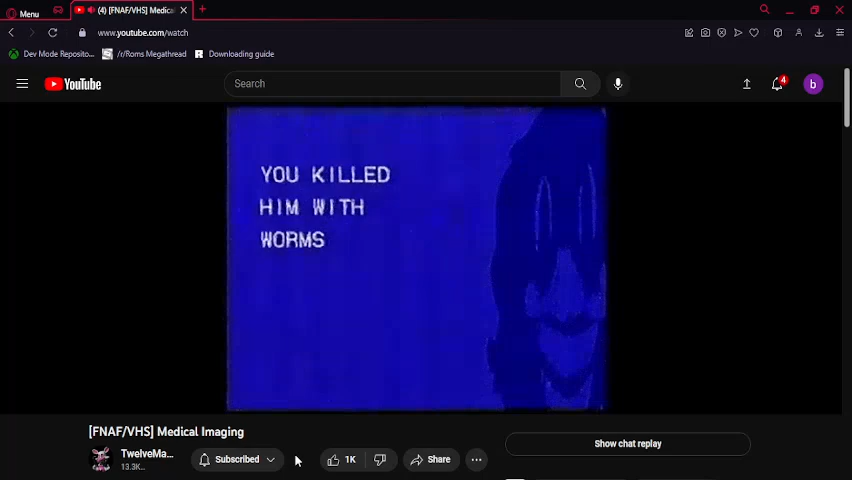 Menu
(4) [FNAF/VHS] Medica
www.youtube.com/watch
Dev Mode Reposito...
/r/Roms Megathread
Downloading guide
YouTube
Search
4
b
YOU KILLED
HIM WITH
WORMS
[FNAF/VHS] Medical Imaging
TwelveMa...
13.3K...
Subscribed
1K
Share
Show chat replay